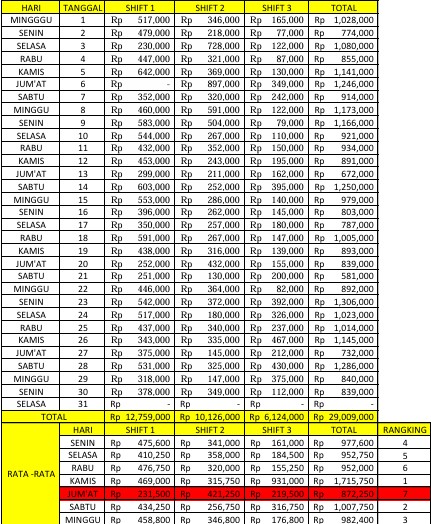 HARI TANGGAL SHIFT 1 SHIFT 2 SHIFT 3 TOTAL
MINGGGU 1 Rp 517,000 Rp 346,000 Rp 165,000 Rp 1,028,000
SENIN 2 Rp 479,000 Rp 218,000 Rp 77,000 Rp 774,000
SELASA 3 Rp 230,000 Rp 728,000 Rp 122,000 Rp 1,080,000
RABU 4 Rp 447,000 Rp 321,000 Rp 87,000 Rp 855,000
KAMIS 5 Rp 642,000 Rp 369,000 Rp 130,000 Rp 1,141,000
JUM'AT 6 Rp - Rp 897,000 Rp 349,000 Rp 1,246,000
SABTU 7 Rp 352,000 Rp 320,000 Rp 242,000 Rp 914,000
MINGGU 8 Rp 460,000 Rp 591,000 Rp 122,000 Rp 1,173,000
SENIN 9 Rp 583,000 Rp 504,000 Rp 79,000 Rp 1,166,000
SELASA 10 Rp 544,000 Rp 267,000 Rp 110,000 Rp 921,000
RABU 11 Rp 432,000 Rp 352,000 Rp 150,000 Rp 934,000
KAMIS 12 Rp 453,000 Rp 243,000 Rp 195,000 Rp 891,000
JUM'AT 13 Rp 299,000 Rp 211,000 Rp 162,000 Rp 672,000
SABTU 14 Rp 603,000 Rp 252,000 Rp 395,000 Rp 1,250,000
MINGGU 15 Rp 553,000 Rp 286,000 Rp 140,000 Rp 979,000
SENIN 16 Rp 396,000 Rp 262,000 Rp 145,000 Rp 803,000
SELASA 17 Rp 350,000 Rp 257,000 Rp 180,000 Rp 787,000
RABU 18 Rp 591,000 Rp 267,000 Rp 147,000 Rp 1,005,000
KAMIS 19 Rp 438,000 Rp 316,000 Rp 139,000 Rp 893,000
JUM'AT 20 Rp 252,000 Rp 432,000 Rp 155,000 Rp 839,000
SABTU 21 Rp 251,000 Rp 130,000 Rp 200,000 Rp 581,000
MINGGU 22 Rp 446,000 Rp 364,000 Rp 82,000 Rp 892,000
SENIN 23 Rp 542,000 Rp 372,000 Rp 392,000 Rp 1,306,000
SELASA 24 Rp 517,000 Rp 180,000 Rp 326,000 Rp 1,023,000
RABU 25 Rp 437,000 Rp 340,000 Rp 237,000 Rp 1,014,000
KAMIS 26 Rp 343,000 Rp 335,000 Rp 467,000 Rp 1,145,000
JUM'AT 27 Rp 375,000 Rp 145,000 Rp 212,000 Rp 732,000
SABTU 28 Rp 531,000 Rp 325,000 Rp 430,000 Rp 1,286,000
MINGGU 29 Rp 318,000 Rp 147,000 Rp 375,000 Rp 840,000
SENIN 30 Rp 378,000 Rp 349,000 Rp 112,000 Rp 839,000
SELASA 31 Rp - Rp - Rp - Rp -
TOTAL Rp 12,759,000 Rp 10,126,000 Rp 6,124,000 Rp 29,009,000
HARI SHIFT 1 SHIFT 2 SHIFT 3 TOTAL RANGKING
SENIN Rp 475,600 Rp 341,000 Rp 161,000 Rp 977,600 4
SELASA Rp 410,250 Rp 358,000 Rp 184,500 Rp 952,750 5
RABU Rp 476,750 Rp 320,000 Rp 155,250 Rp 952,000 6
RATA -RATA KAMIS Rp 469,000 Rp 315,750 Rp 931,000 Rp 1,715,750 1
JUM'AT Rp 231,500 Rp 421,250 Rp 219,500 Rp 872,250 7
SABTU Rp 434,250 Rp 256,750 Rp 316,750 Rp 1,007,750 2
MINGGU Rp 458,800 Rp 346,800 Rp 176,800 Rp 982,400 3